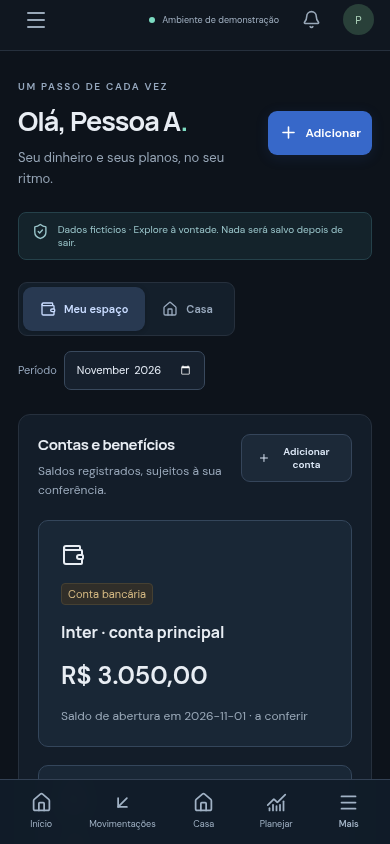 Ambiente de demonstração
P
UM PASSO DE CADA VEZ
Olá, Pessoa A.
Adicionar
Seu dinheiro e seus planos, no seu
ritmo.
Dados fictícios · Explore à vontade. Nada será salvo depois de
sair.
Meu espaço
Casa
Período
November 2026
Contas e benefícios
Adicionar
conta
Saldos registrados, sujeitos à sua
conferência.
Conta bancária
Inter · conta principal
R$ 3.050,00
Saldo de abertura em 2026-11-01 · a conferir
Início
Movimentações
Casa
Planejar
Mais